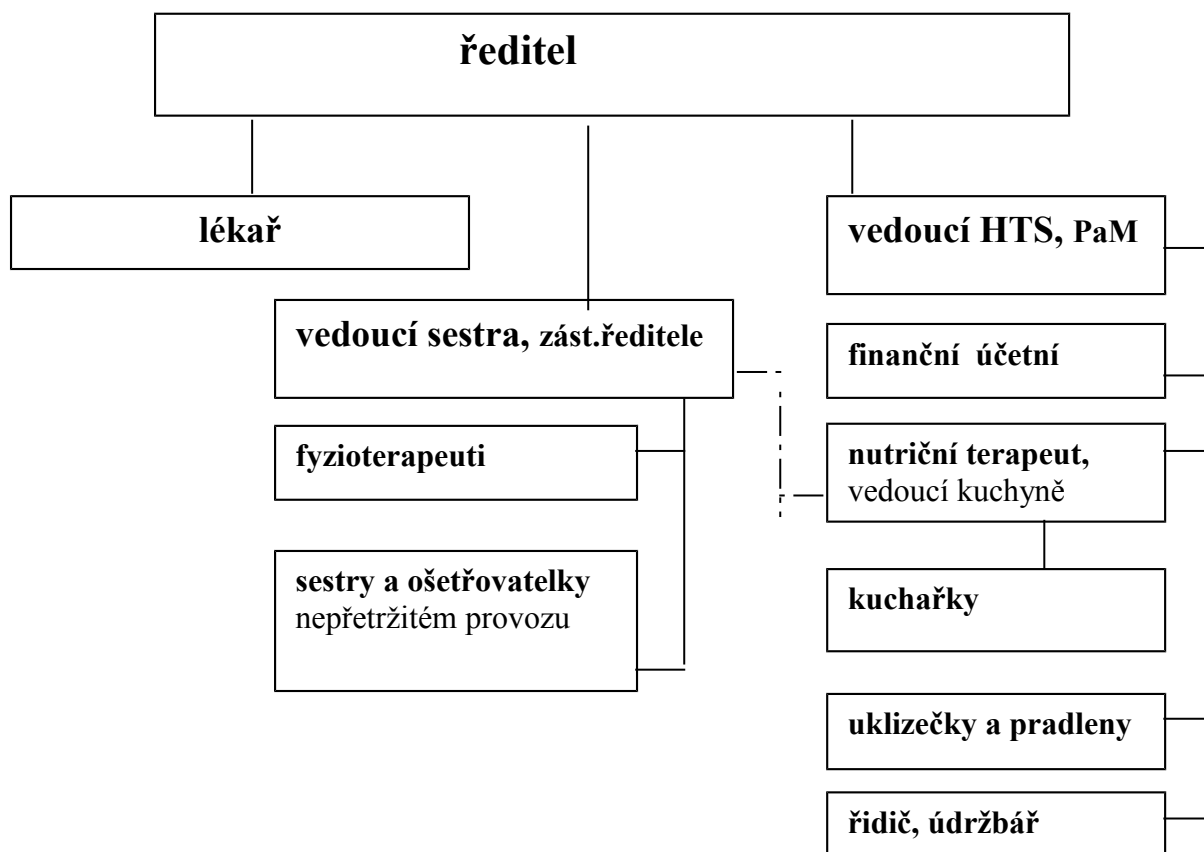 ředitel
lékař
vedoucí HTS, PaM
vedoucí sestra, zást.ředitele
finanční účetní
fyzioterapeuti
nutriční terapeut,
vedoucí kuchyně
sestry a ošetřovatelky
nepřetržitém provozu
kuchařky
uklizečky a pradleny
řidič, údržbář